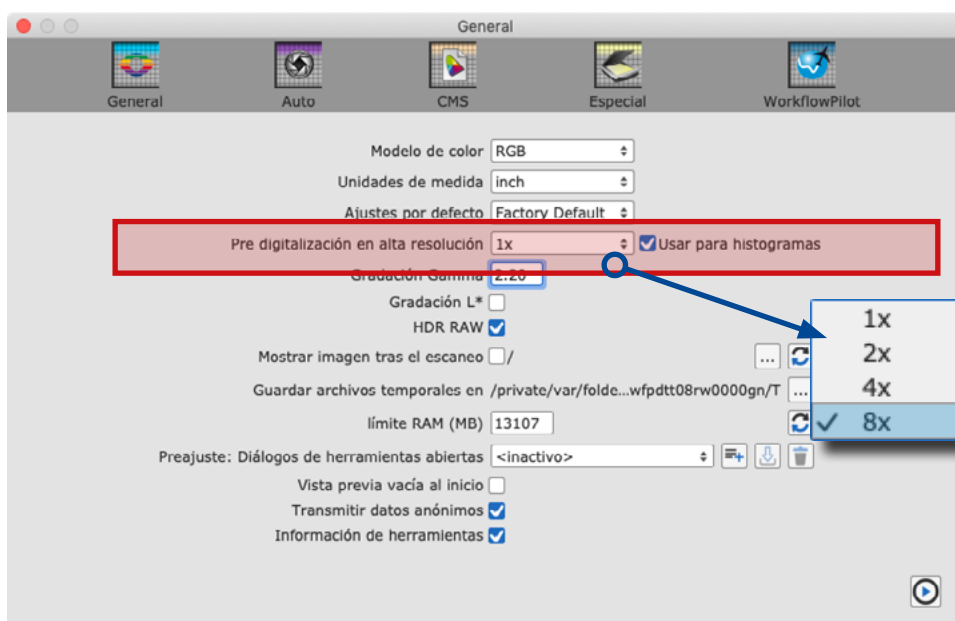 General
General Auto CMS Especial WorkflowPilot
Modelo de color RGB
Unidades de medida inch
Ajustes por defecto Factory Default
Pre digitalización en alta resolución 1x Usar para histogramas
Gradación Gamma 2.20
Gradación L*
HDR RAW
Mostrar imagen tras el escaneo / ...
Guardar archivos temporales en /private/var/folde...wfpdtt08rw0000gn/T ...
límite RAM (MB) 13107
Preajuste: Diálogos de herramientas abiertas <inactivo>
Vista previa vacía al inicio
Transmitir datos anónimos
Información de herramientas
1x
2x
4x
8x